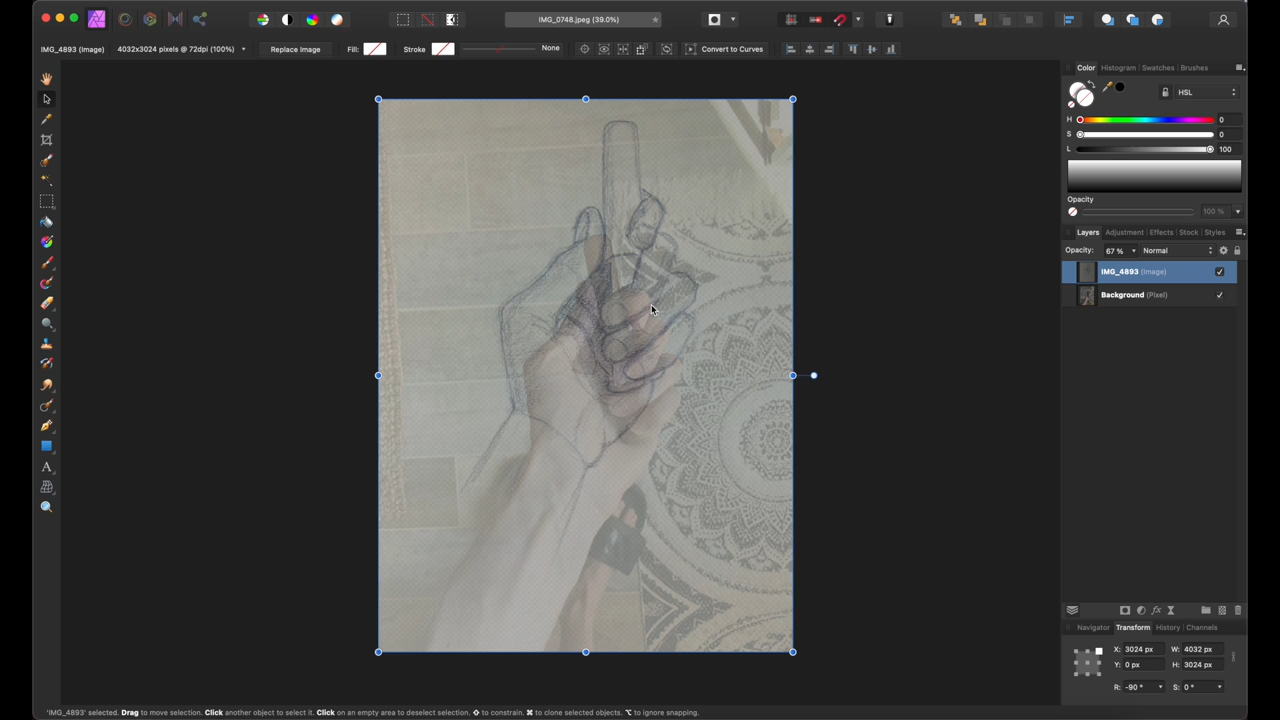 IMG_0748.jpeg (39.0%)
IMG_4893 (Image) 4032x3024 pixels @ 72dpi (100%) Replace Image Fill: Stroke None Convert to Curves
Color Histogram Swatches Brushes
HSL
H 0
S 0
L 100
Opacity
100 %
Layers Adjustment Effects Stock Styles
Opacity: 67 % Normal
IMG_4893 (Image)
Background (Pixel)
A
fx
Navigator Transform History Channels
X: 3024 px W: 4032 px
Y: 0 px H: 3024 px
R: -90 ° S: 0 °
'IMG_4893' selected. Drag to move selection. Click another object to select it. Click on an empty area to deselect selection. ⇧ to constrain. ⌘ to clone selected objects. ⌥ to ignore snapping.